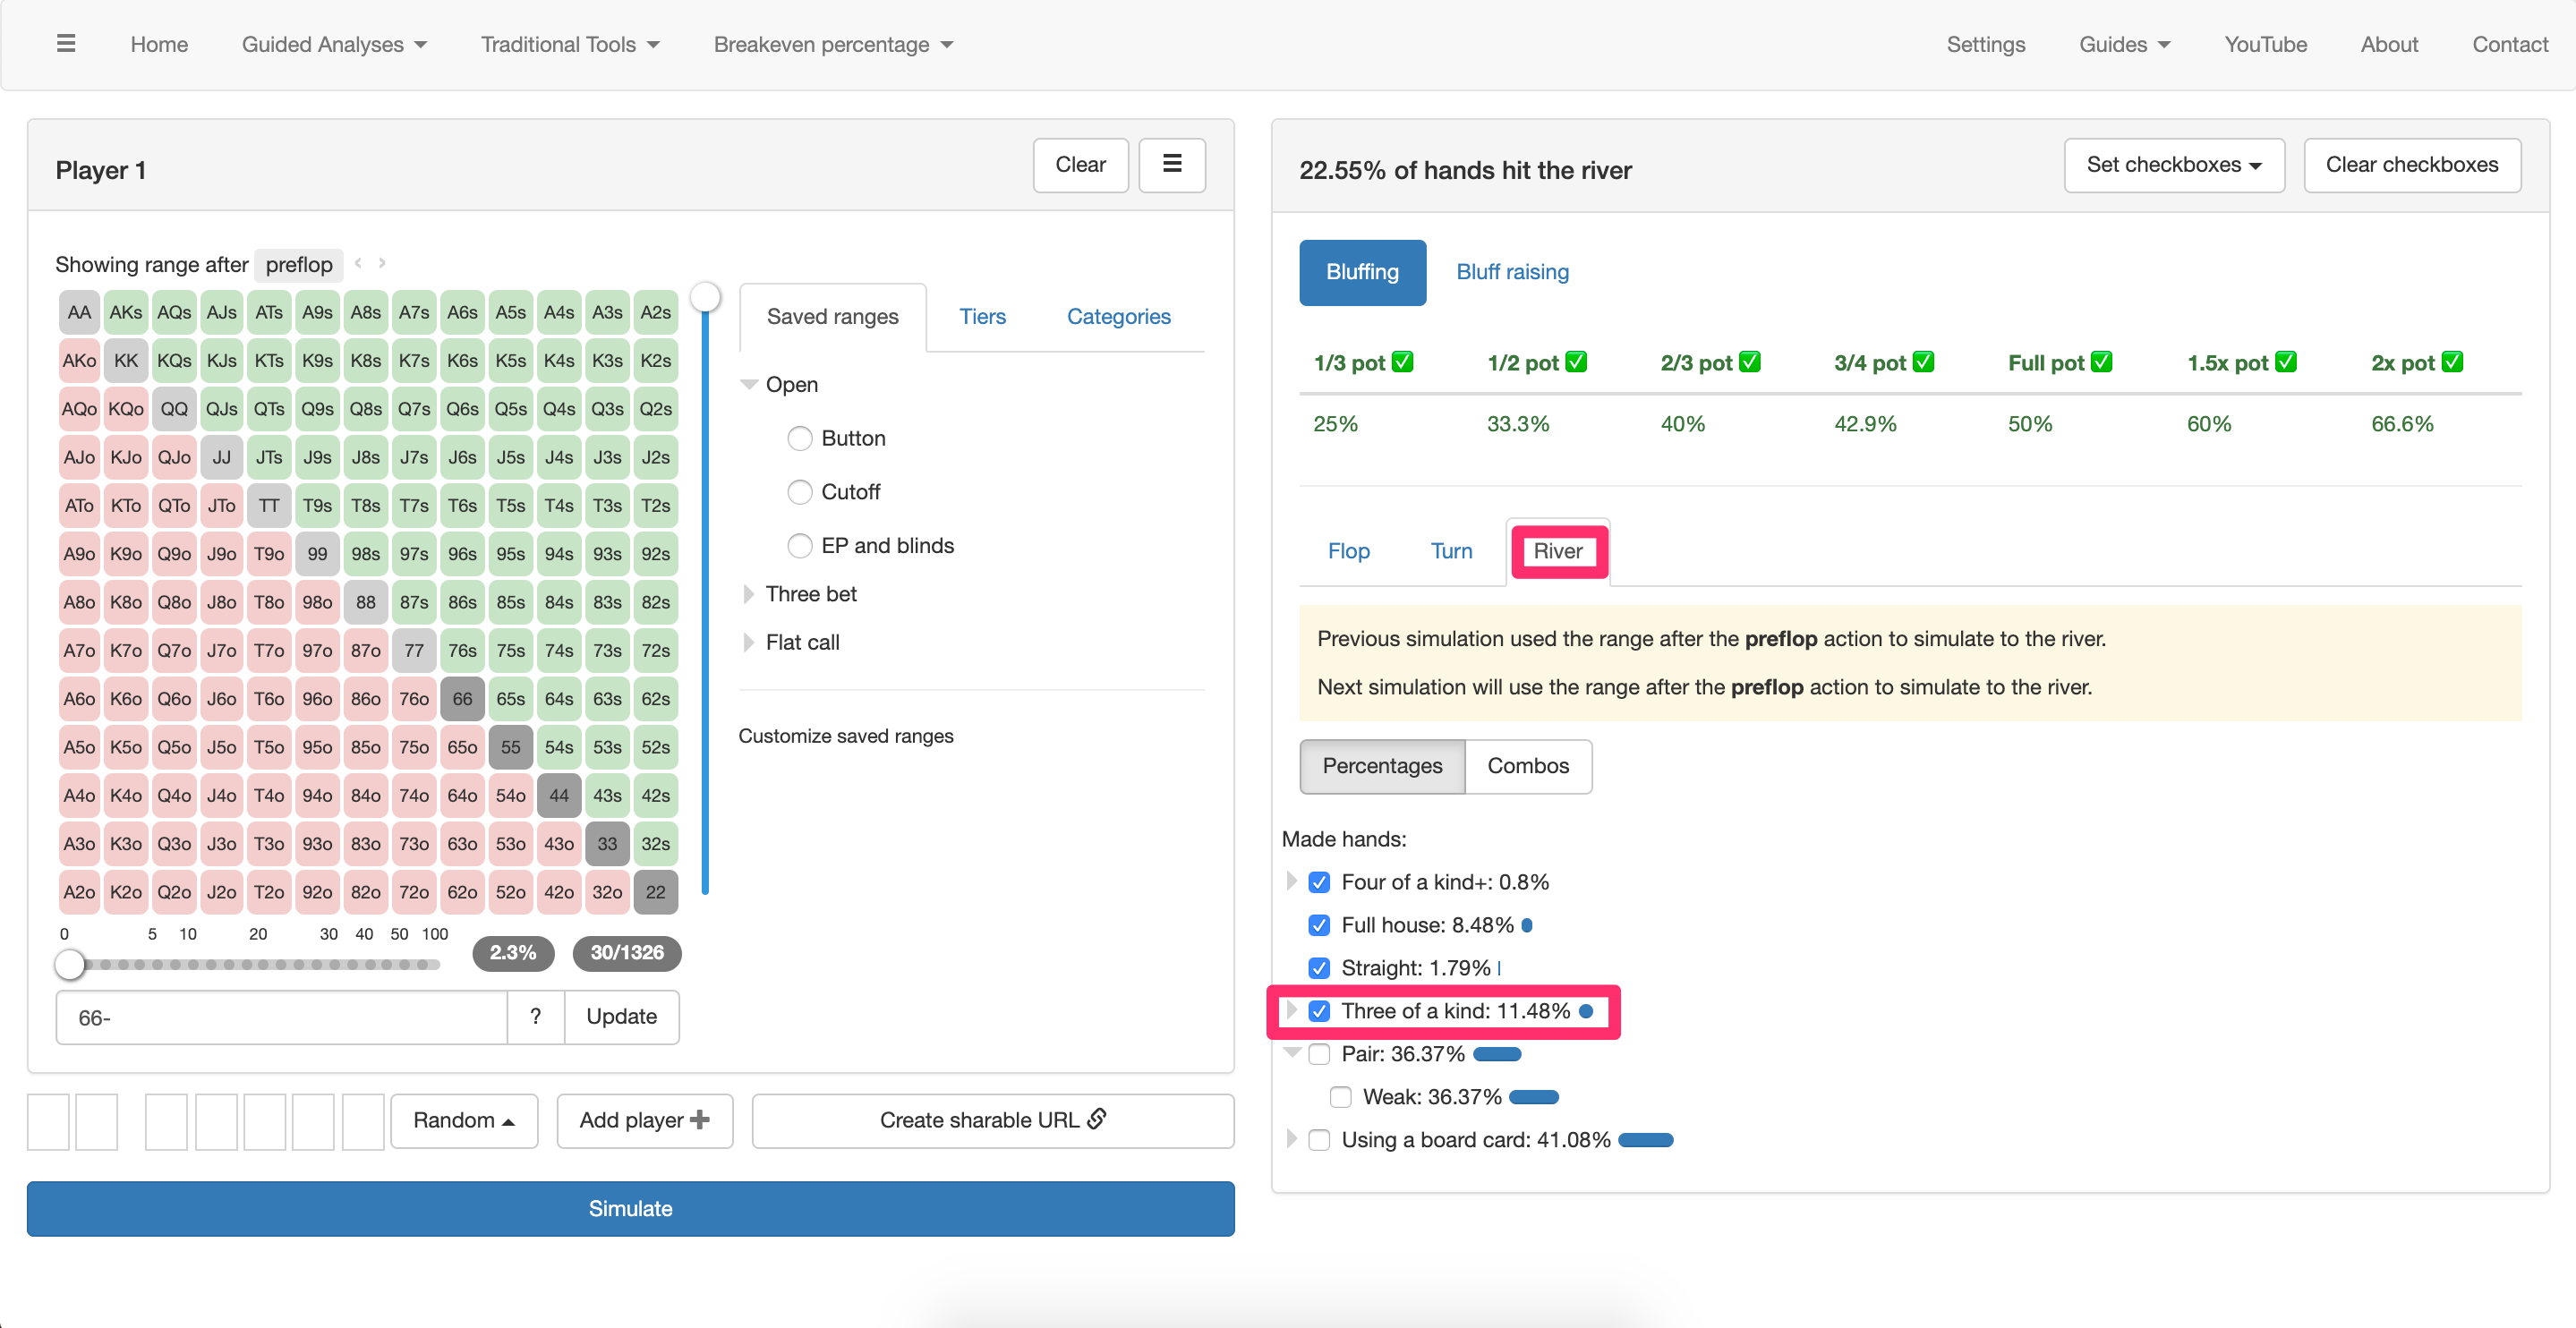 ☰ Home Guided Analyses Traditional Tools Breakeven percentage Settings Guides YouTube About Contact
Player 1 Clear ☰
Showing range after preflop ‹ ›
AA AKs AQs AJs ATs A9s A8s A7s A6s A5s A4s A3s A2s
AKo KK KQs KJs KTs K9s K8s K7s K6s K5s K4s K3s K2s
AQo KQo QQ QJs QTs Q9s Q8s Q7s Q6s Q5s Q4s Q3s Q2s
AJo KJo QJo JJ JTs J9s J8s J7s J6s J5s J4s J3s J2s
ATo KTo QTo JTo TT T9s T8s T7s T6s T5s T4s T3s T2s
A9o K9o Q9o J9o T9o 99 98s 97s 96s 95s 94s 93s 92s
A8o K8o Q8o J8o T8o 98o 88 87s 86s 85s 84s 83s 82s
A7o K7o Q7o J7o T7o 97o 87o 77 76s 75s 74s 73s 72s
A6o K6o Q6o J6o T6o 96o 86o 76o 66 65s 64s 63s 62s
A5o K5o Q5o J5o T5o 95o 85o 75o 65o 55 54s 53s 52s
A4o K4o Q4o J4o T4o 94o 84o 74o 64o 54o 44 43s 42s
A3o K3o Q3o J3o T3o 93o 83o 73o 63o 53o 43o 33 32s
A2o K2o Q2o J2o T2o 92o 82o 72o 62o 52o 42o 32o 22
0 5 10 20 30 40 50 100
2.3% 30/1326
66- ? Update
Saved ranges Tiers Categories
Open
Button
Cutoff
EP and blinds
Three bet
Flat call
Customize saved ranges
Random Add player Create sharable URL
Simulate
22.55% of hands hit the river Set checkboxes Clear checkboxes
Bluffing Bluff raising
1/3 pot ✅ 1/2 pot ✅ 2/3 pot ✅ 3/4 pot ✅ Full pot ✅ 1.5x pot ✅ 2x pot ✅
25% 33.3% 40% 42.9% 50% 60% 66.6%
Flop Turn River
Previous simulation used the range after the preflop action to simulate to the river.
Next simulation will use the range after the preflop action to simulate to the river.
Percentages Combos
Made hands:
Four of a kind+: 0.8%
Full house: 8.48%
Straight: 1.79%
Three of a kind: 11.48%
Pair: 36.37%
Weak: 36.37%
Using a board card: 41.08%